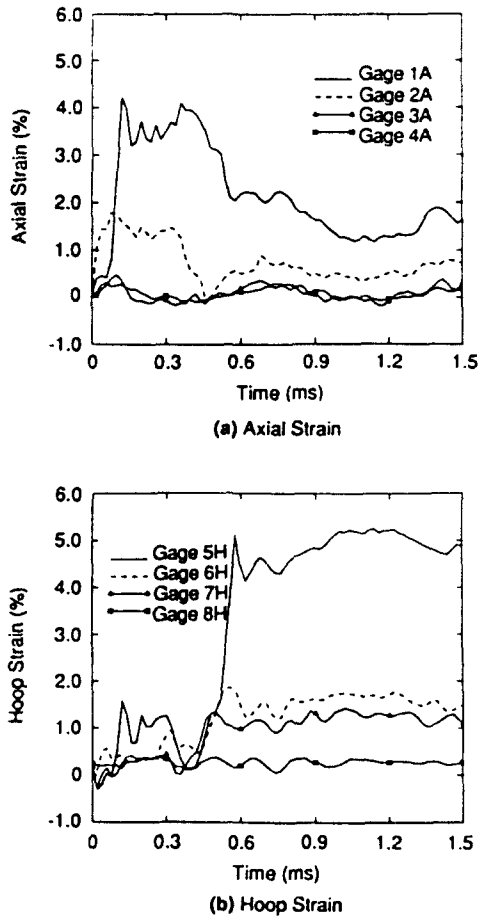 6.0
5.0
4.0
3.0
2.0
1.0
0
-1.0
Axial Strain (%)
Gage 1A
Gage 2A
Gage 3A
Gage 4A
0 0.3 0.6 0.9 1.2 1.5
Time (ms)
(a) Axial Strain
6.0
5.0
4.0
3.0
2.0
1.0
0
-1.0
Hoop Strain (%)
Gage 5H
Gage 6H
Gage 7H
Gage 8H
0 0.3 0.6 0.9 1.2 1.5
Time (ms)
(b) Hoop Strain